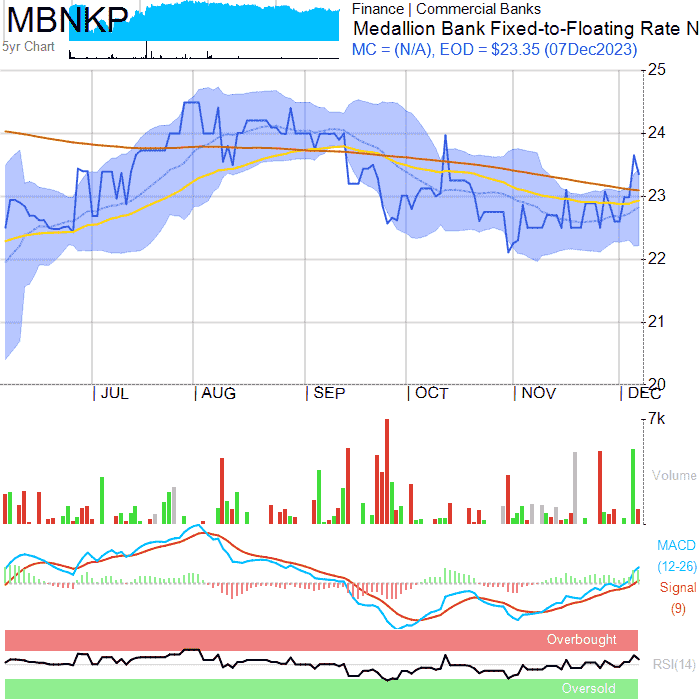 MBNKP
5yr Chart
Finance | Commercial Banks
Medallion Bank Fixed-to-Floating Rate N
MC = (N/A), EOD = $23.35 (07Dec2023)
25
24
23
22
21
20
JUL AUG SEP OCT NOV DEC
7k
Volume
MACD
(12-26)
Signal
(9)
Overbought
RSI(14)
Oversold